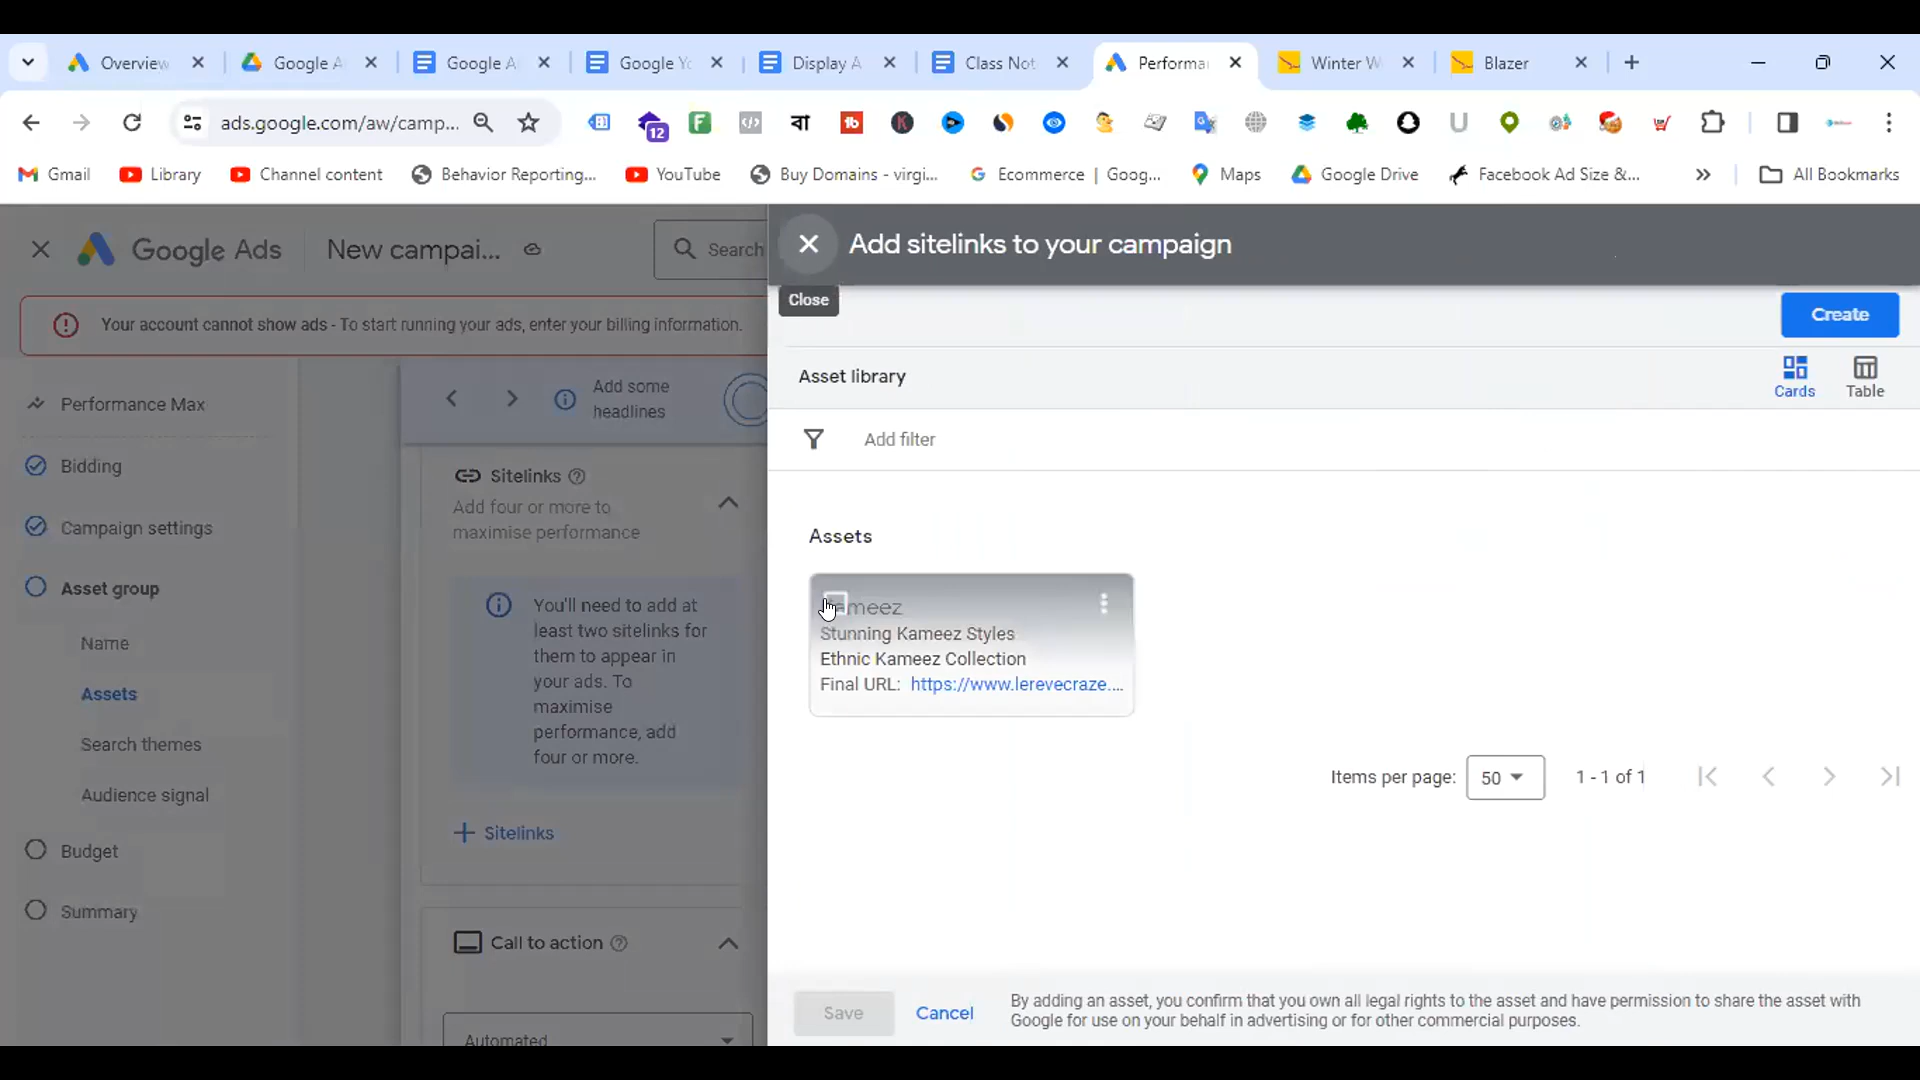 Overview
Google A
Google A
Google Yo
Display A
Class Not
Performa
Winter W
Blazer
ads.google.com/aw/camp...
12
বা
Gmail
Library
Channel content
Behavior Reporting...
YouTube
Buy Domains - virgi...
Ecommerce | Goog...
Maps
Google Drive
Facebook Ad Size &...
All Bookmarks
Google Ads
New campai...
Search
Add sitelinks to your campaign
Close
Your account cannot show ads - To start running your ads, enter your billing information.
Create
Performance Max
Bidding
Campaign settings
Asset group
Name
Assets
Search themes
Audience signal
Budget
Summary
Add some
headlines
Sitelinks
Add four or more to
maximise performance
You'll need to add at
least two sitelinks for
them to appear in
your ads. To
maximise
performance, add
four or more.
Sitelinks
Call to action
Automated
Asset library
Cards
Table
Add filter
Assets
Kameez
Stunning Kameez Styles
Ethnic Kameez Collection
Final URL: https://www.lerevecraze....
Items per page:
50
1 - 1 of 1
Save
Cancel
By adding an asset, you confirm that you own all legal rights to the asset and have permission to share the asset with
Google for use on your behalf in advertising or for other commercial purposes.